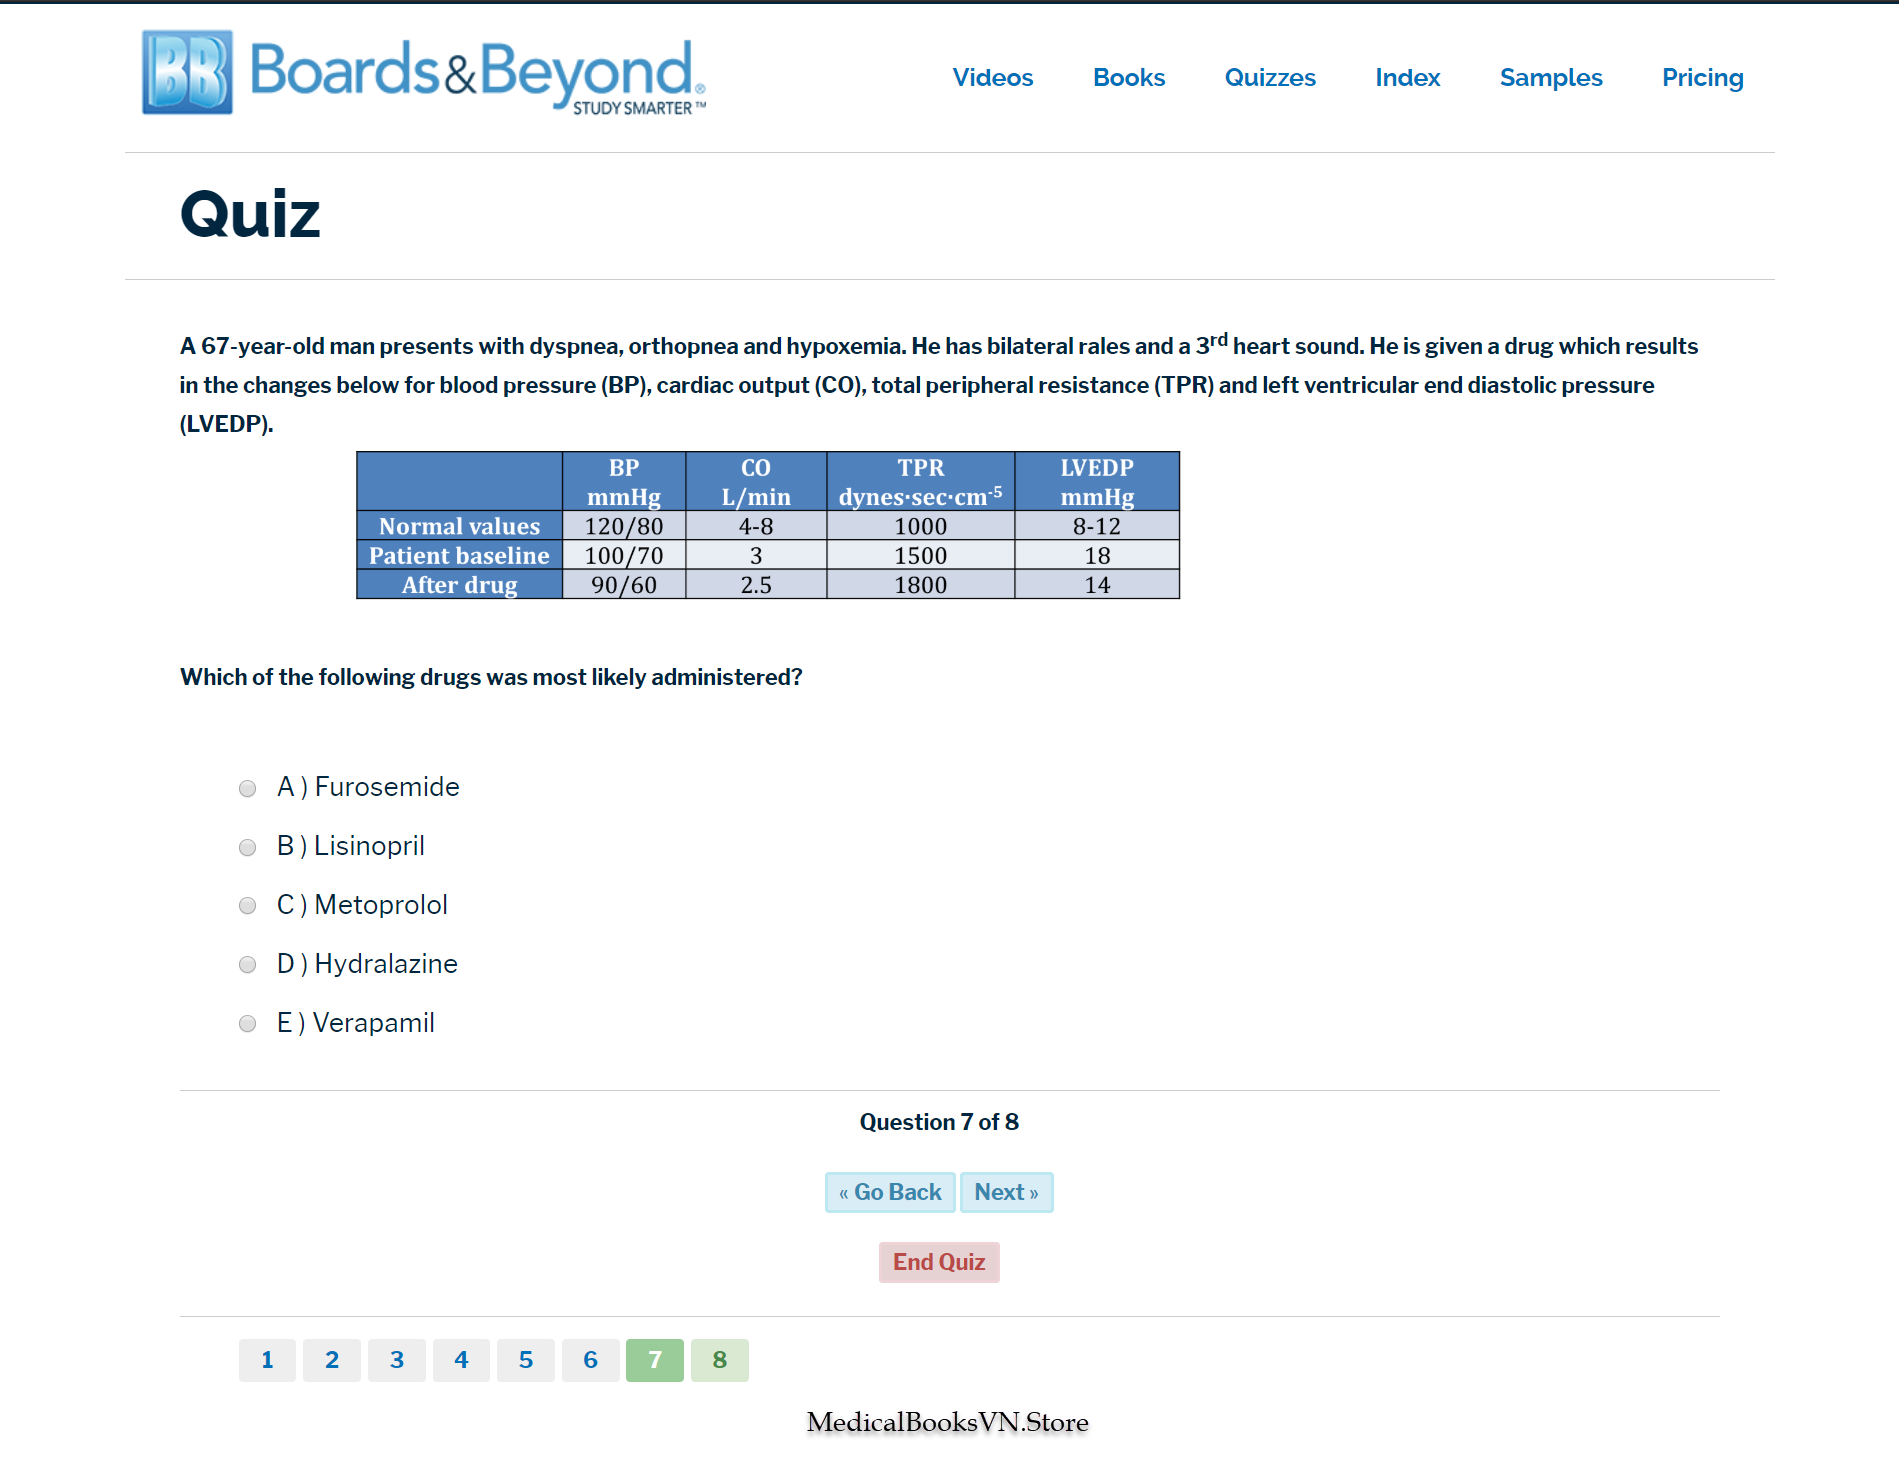 BB Boards&Beyond®
STUDY SMARTER™
Videos Books Quizzes Index Samples Pricing
Quiz
A 67-year-old man presents with dyspnea, orthopnea and hypoxemia. He has bilateral rales and a 3rd heart sound. He is given a drug which results
in the changes below for blood pressure (BP), cardiac output (CO), total peripheral resistance (TPR) and left ventricular end diastolic pressure
(LVEDP).
BP CO TPR LVEDP
mmHg L/min dynes·sec·cm-5 mmHg
Normal values 120/80 4-8 1000 8-12
Patient baseline 100/70 3 1500 18
After drug 90/60 2.5 1800 14
Which of the following drugs was most likely administered?
A ) Furosemide
B ) Lisinopril
C ) Metoprolol
D ) Hydralazine
E ) Verapamil
Question 7 of 8
« Go Back Next »
End Quiz
1 2 3 4 5 6 7 8
MedicalBooksVN.Store